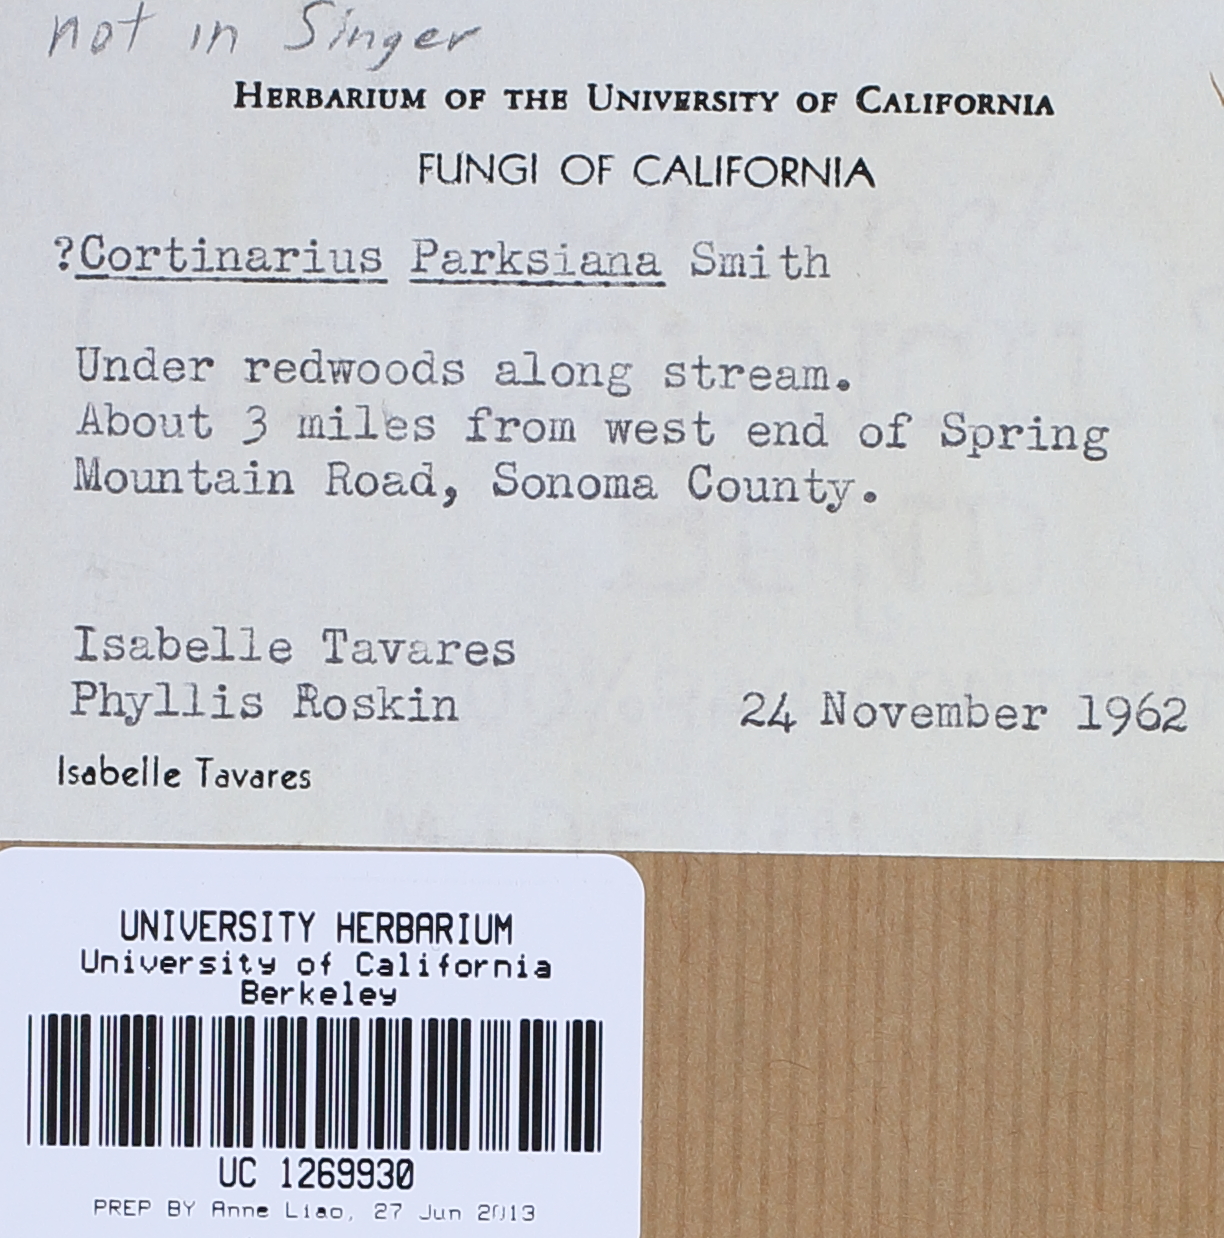 not in Singer
HERBARIUM OF THE UNIVERSITY OF CALIFORNIA
FUNGI OF CALIFORNIA
?Cortinarius Parksiana Smith
Under redwoods along stream.
About 3 miles from west end of Spring
Mountain Road, Sonoma County.
Isabelle Tavares
Phyllis Roskin 24 November 1962
Isabelle Tavares
UNIVERSITY HERBARIUM
University of California
Berkeley
UC 1269930
PREP BY Anne Liao, 27 Jun 2013